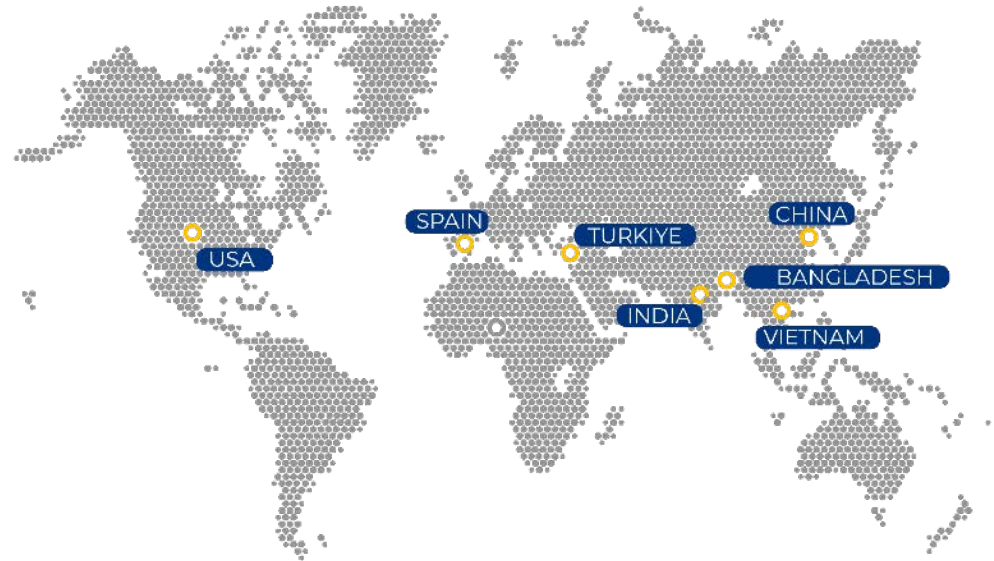 SPAIN
CHINA
TURKIYE
USA
BANGLADESH
INDIA
VIETNAM